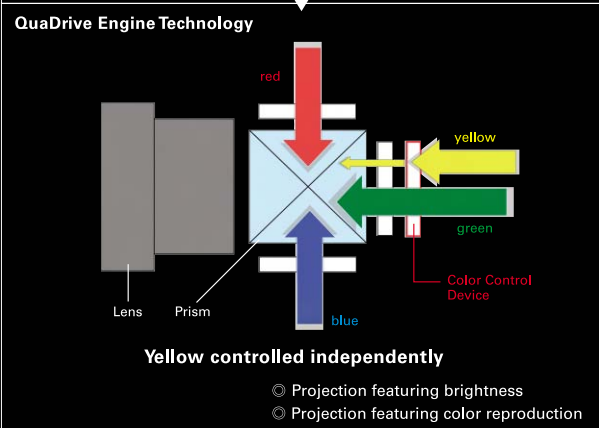 QuaDrive Engine Technology
red
yellow
green
Color Control
Device
Lens
Prism
blue
Yellow controlled independently
◎ Projection featuring brightness
◎ Projection featuring color reproduction